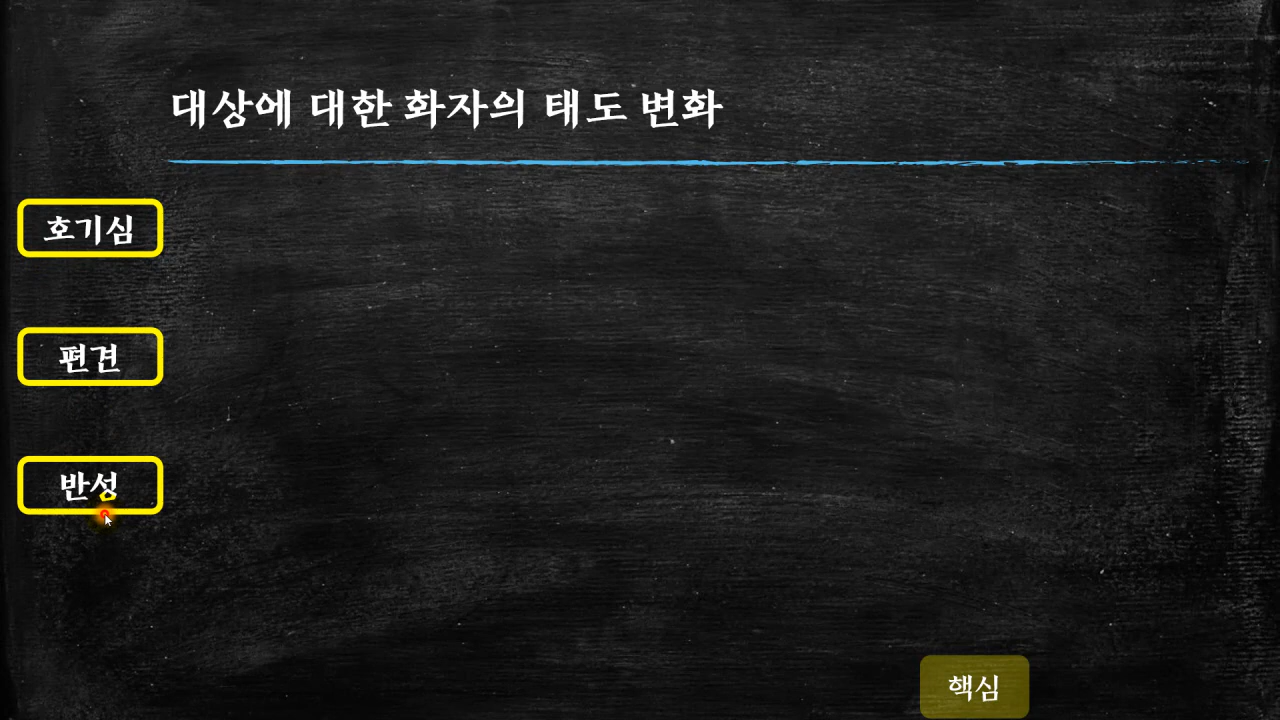 대상에 대한 화자의 태도 변화
호기심
편견
반성
핵심